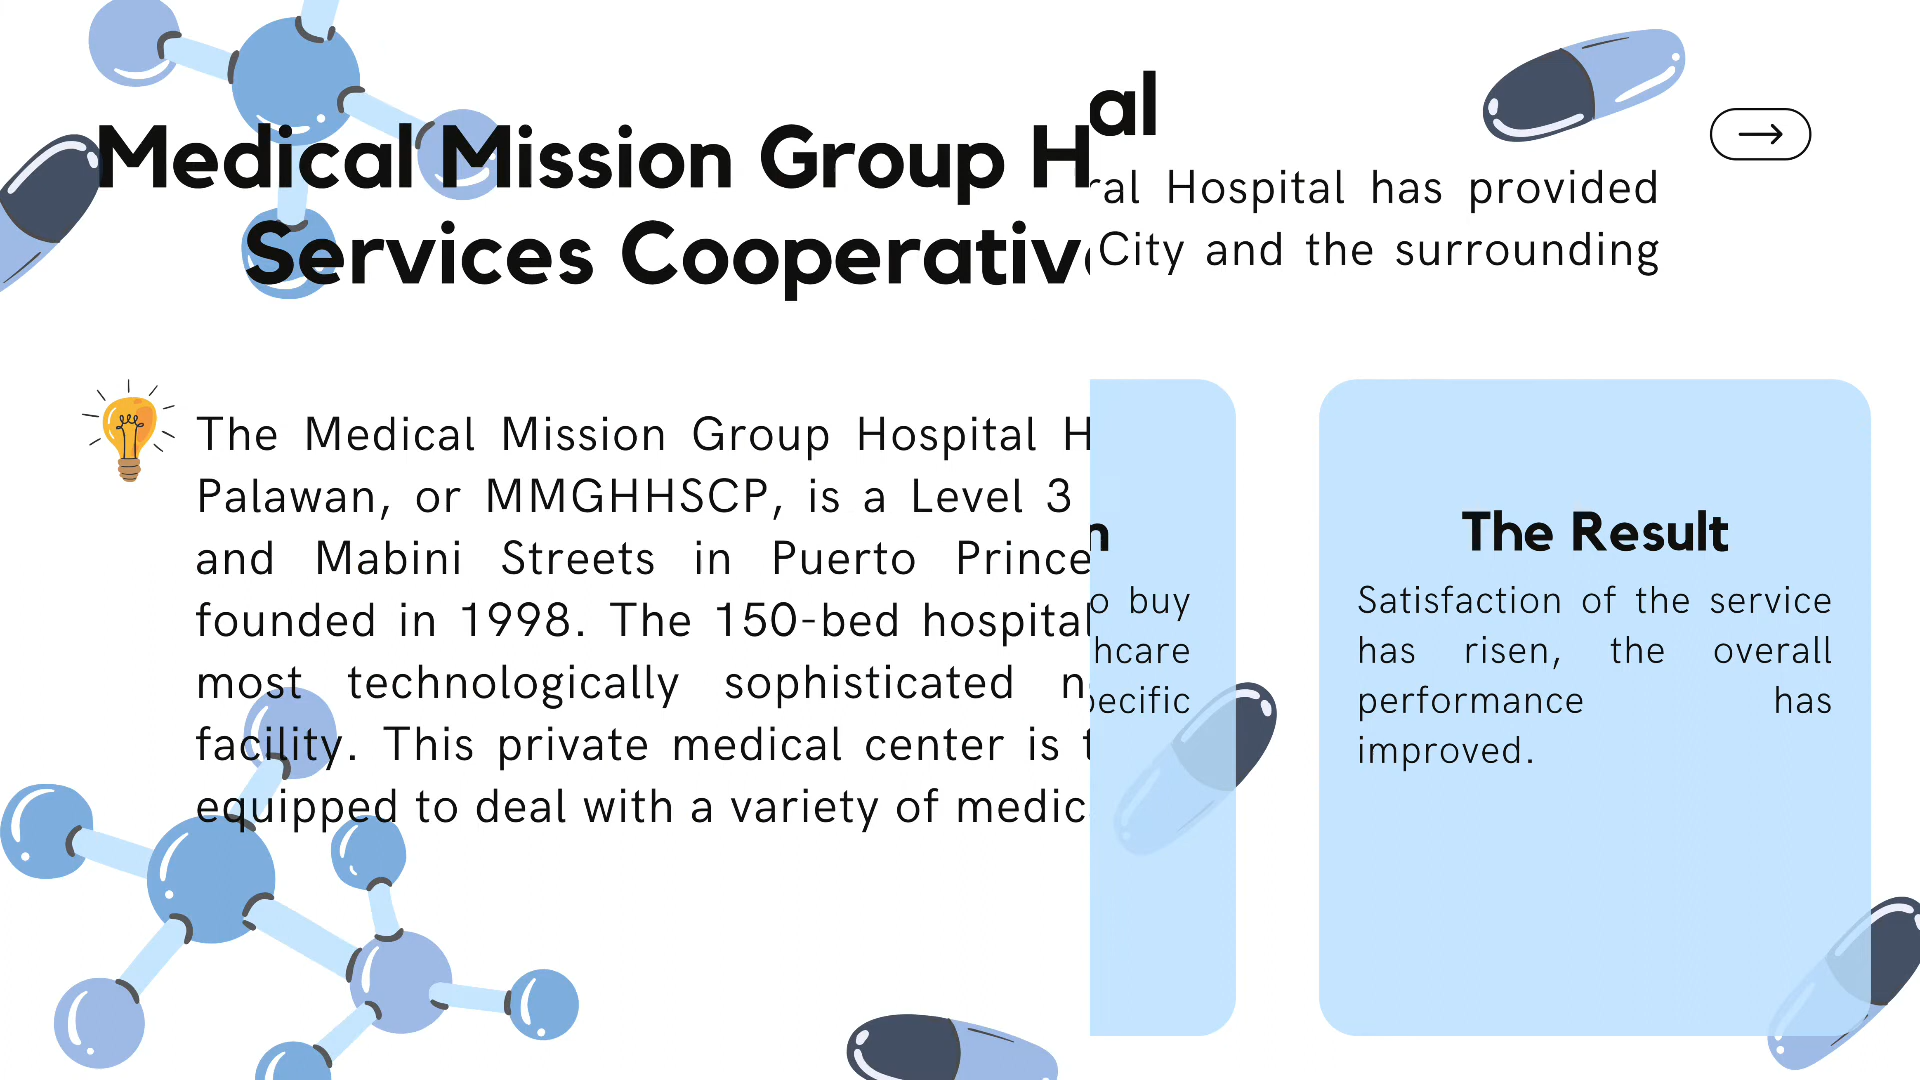 Medical Mission Group H
Services Cooperativ
The Medical Mission Group Hospital H
Palawan, or MMGHHSCP, is a Level 3
and Mabini Streets in Puerto Prince
founded in 1998. The 150-bed hospital
most technologically sophisticated n
facility. This private medical center is t
equipped to deal with a variety of medic
al
ral Hospital has provided
City and the surrounding
n
o buy
hcare
pecific
The Result
Satisfaction of the service
has risen, the overall
performance has
improved.